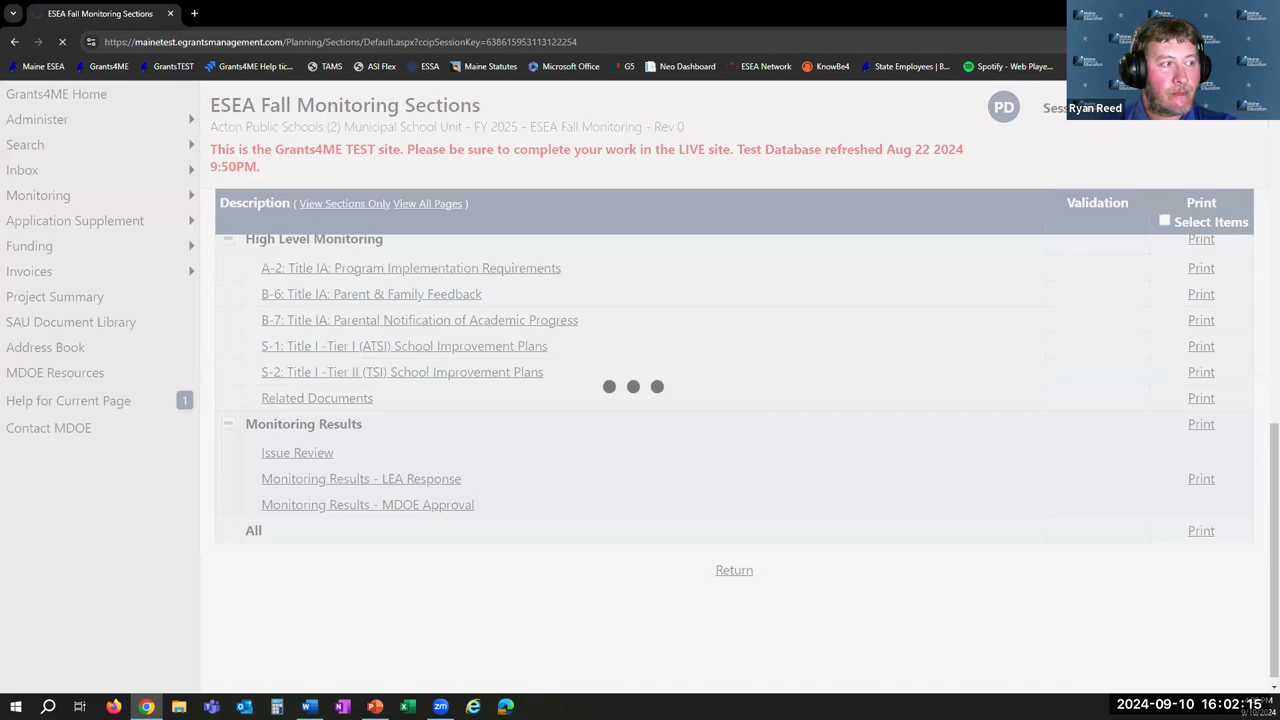 ESEA Fall Monitoring Sections
https://mainetest.egrantsmanagement.com/Planning/Sections/Default.aspx?ccipSessionKey=638615953113122254
Maine ESEA
Grants4ME
GrantsTEST
Grants4ME Help tic...
TAMS
ASI Flex
ESSA
Maine Statutes
Microsoft Office
G5
Neo Dashboard
ESEA Network
KnowBe4
State Employees | B...
Spotify - Web Playe...
Ryan Reed
Grants4ME Home
Administer
Search
Inbox
Monitoring
Application Supplement
Funding
Invoices
Project Summary
SAU Document Library
Address Book
MDOE Resources
Help for Current Page 1
Contact MDOE
ESEA Fall Monitoring Sections
PD
Acton Public Schools (2) Municipal School Unit - FY 2025 - ESEA Fall Monitoring - Rev 0
This is the Grants4ME TEST site. Please be sure to complete your work in the LIVE site. Test Database refreshed Aug 22 2024
9:50PM.
Description ( View Sections Only View All Pages ) Validation Print
Select Items
High Level Monitoring Print
A-2: Title IA: Program Implementation Requirements Print
B-6: Title IA: Parent & Family Feedback Print
B-7: Title IA: Parental Notification of Academic Progress Print
S-1: Title I -Tier I (ATSI) School Improvement Plans Print
S-2: Title I -Tier II (TSI) School Improvement Plans Print
Related Documents Print
Monitoring Results Print
Issue Review
Monitoring Results - LEA Response Print
Monitoring Results - MDOE Approval
All Print
Return
2024-09-10 16:02:15